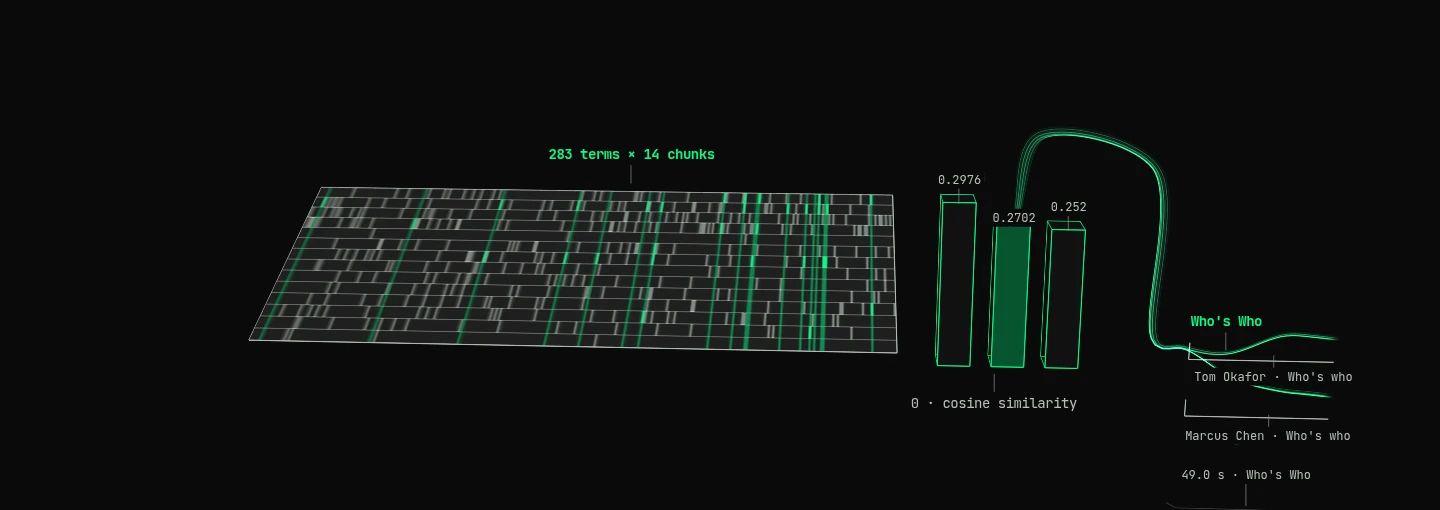 283 terms × 14 chunks
0.2976
0.2702
0.252
0 · cosine similarity
Who's Who
Tom Okafor · Who's who
Marcus Chen · Who's who
49.0 s · Who's Who